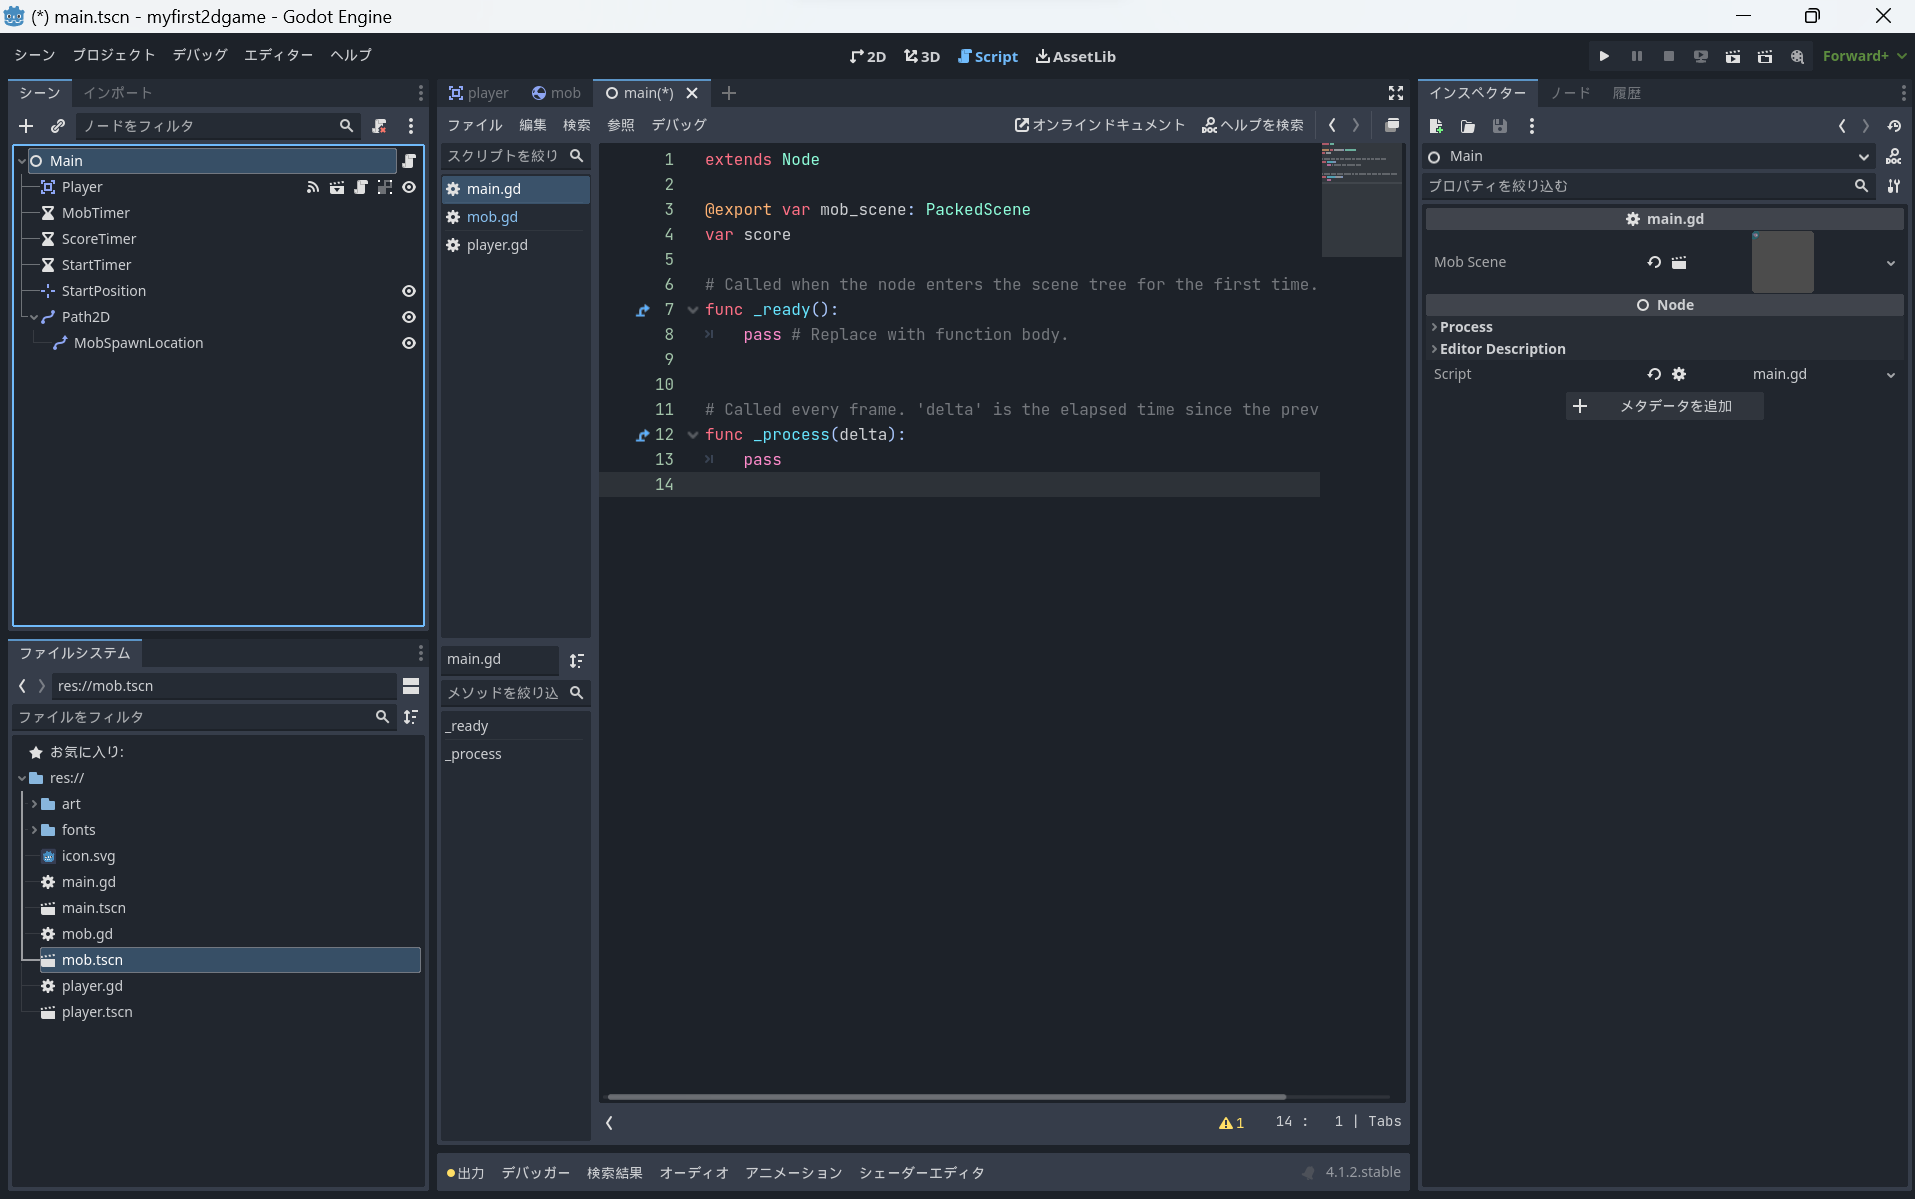 (*) main.tscn - myfirst2dgame - Godot Engine
シーン プロジェクト デバッグ エディター ヘルプ
2D 3D Script AssetLib
Forward+
シーン インポート
ノードをフィルタ
Main
Player
MobTimer
ScoreTimer
StartTimer
StartPosition
Path2D
MobSpawnLocation
ファイルシステム
res://mob.tscn
ファイルをフィルタ
お気に入り:
res://
art
fonts
icon.svg
main.gd
main.tscn
mob.gd
mob.tscn
player.gd
player.tscn
player mob main(*)
ファイル 編集 検索 参照 デバッグ
オンラインドキュメント ヘルプを検索
スクリプトを絞り
main.gd
mob.gd
player.gd
main.gd
メソッドを絞り込
_ready
_process
1 extends Node
2
3 @export var mob_scene: PackedScene
4 var score
5
6 # Called when the node enters the scene tree for the first time.
7 func _ready():
8 pass # Replace with function body.
9
10
11 # Called every frame. 'delta' is the elapsed time since the prev
12 func _process(delta):
13 pass
14
1 14 : 1 | Tabs
出力 デバッガー 検索結果 オーディオ アニメーション シェーダーエディタ
4.1.2.stable
インスペクター ノード 履歴
Main
プロパティを絞り込む
main.gd
Mob Scene
Node
Process
Editor Description
Script main.gd
メタデータを追加